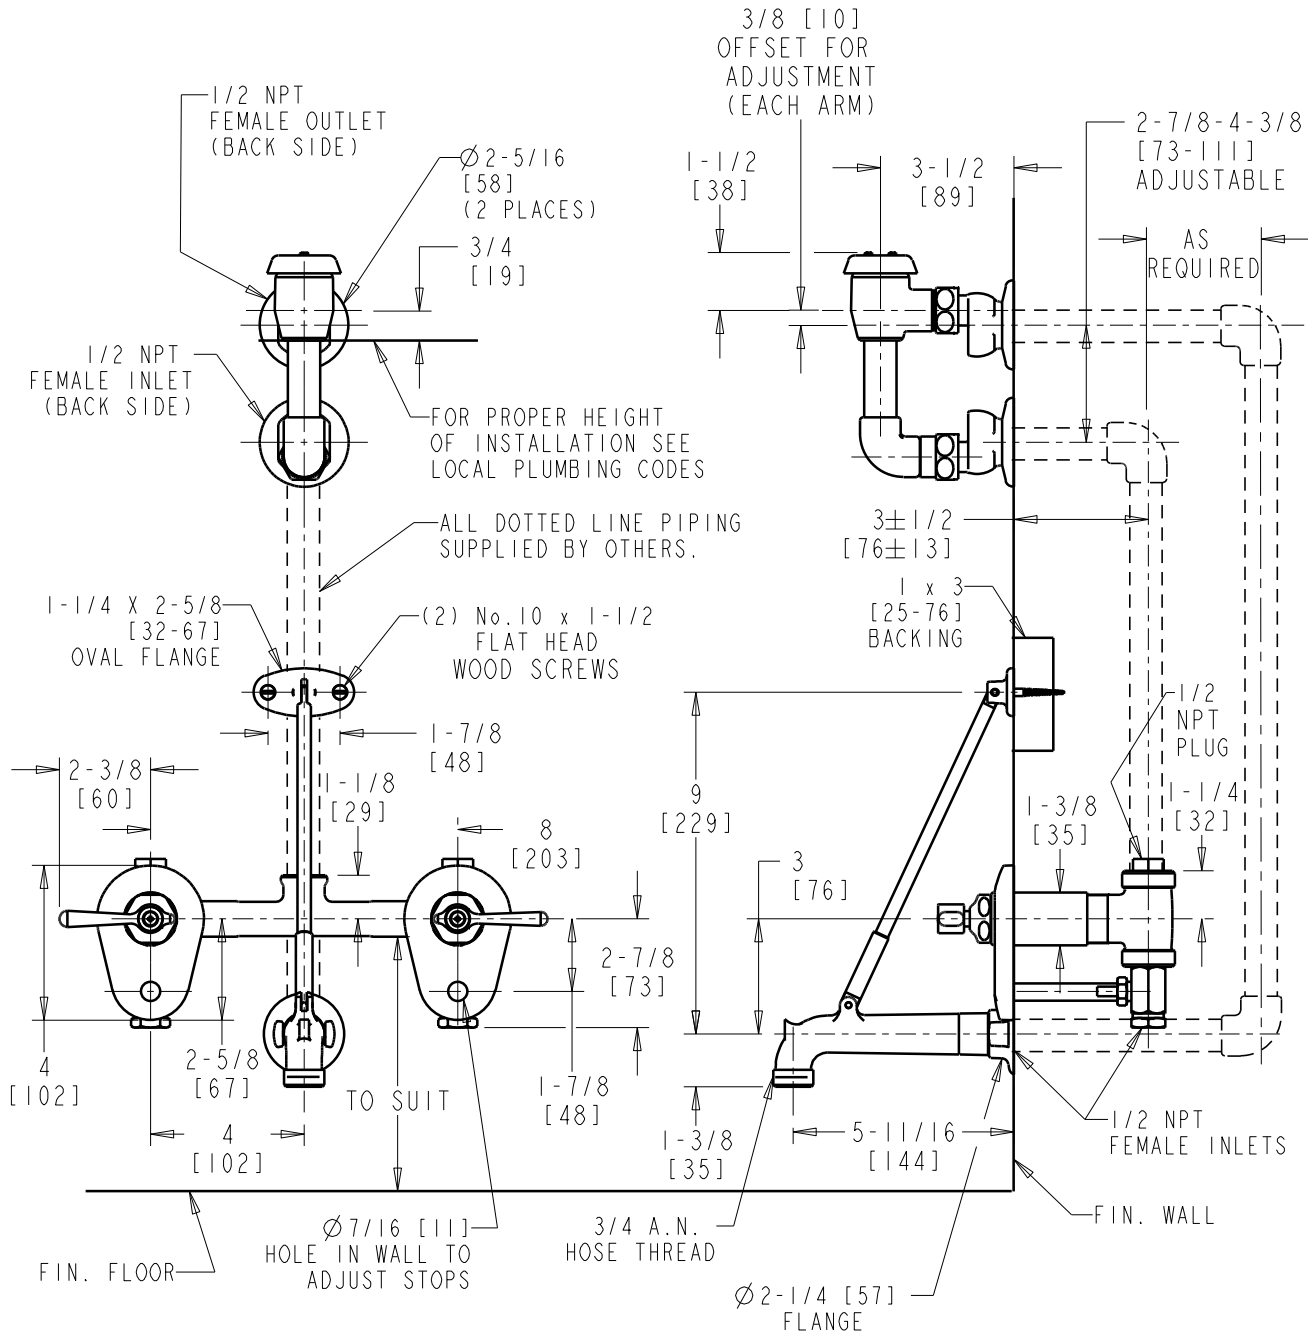 3/8 [10]
OFFSET FOR
ADJUSTMENT
(EACH ARM)
1/2 NPT
FEMALE OUTLET
(BACK SIDE)
Ø2-5/16
[58]
(2 PLACES)
3/4
[19]
1-1/2
[38]
3-1/2
[89]
2-7/8-4-3/8
[73-111]
ADJUSTABLE
AS
REQUIRED
1/2 NPT
FEMALE INLET
(BACK SIDE)
FOR PROPER HEIGHT
OF INSTALLATION SEE
LOCAL PLUMBING CODES
ALL DOTTED LINE PIPING
SUPPLIED BY OTHERS.
3±1/2
[76±13]
1 x 3
[25-76]
BACKING
1-1/4 X 2-5/8
[32-67]
OVAL FLANGE
(2) No.10 x 1-1/2
FLAT HEAD
WOOD SCREWS
1-7/8
[48]
1/2
NPT
PLUG
2-3/8
[60]
1-1/8
[29]
8
[203]
9
[229]
3
[76]
1-3/8
[35]
1-1/4
[32]
2-7/8
[73]
4
[102]
2-5/8
[67]
TO SUIT
1-7/8
[48]
4
[102]
1-3/8
[35]
5-11/16
[144]
1/2 NPT
FEMALE INLETS
Ø7/16 [11]
HOLE IN WALL TO
ADJUST STOPS
3/4 A.N.
HOSE THREAD
FIN. WALL
FIN. FLOOR
Ø2-1/4 [57]
FLANGE